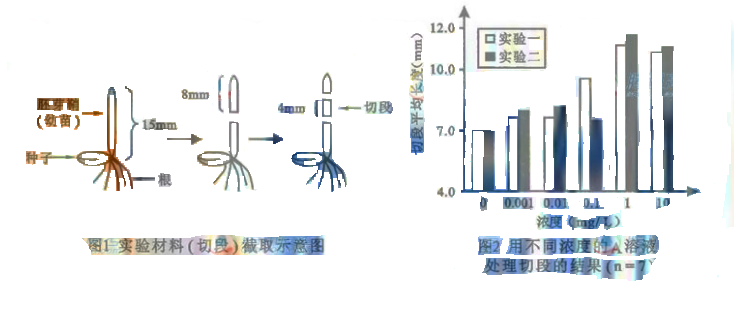 胚芽鞘
(幼苗)
种子
15mm
根
8mm
4mm
切段
图1 实验材料(切段)截取示意图
切段平均长度(mm)
12.0
10.0
7.0
4.0
实验一
实验二
0 0.001 0.01 0.1 1 10
浓度 (mg/L)
图2 用不同浓度的A溶液
处理切段的结果(n=7)